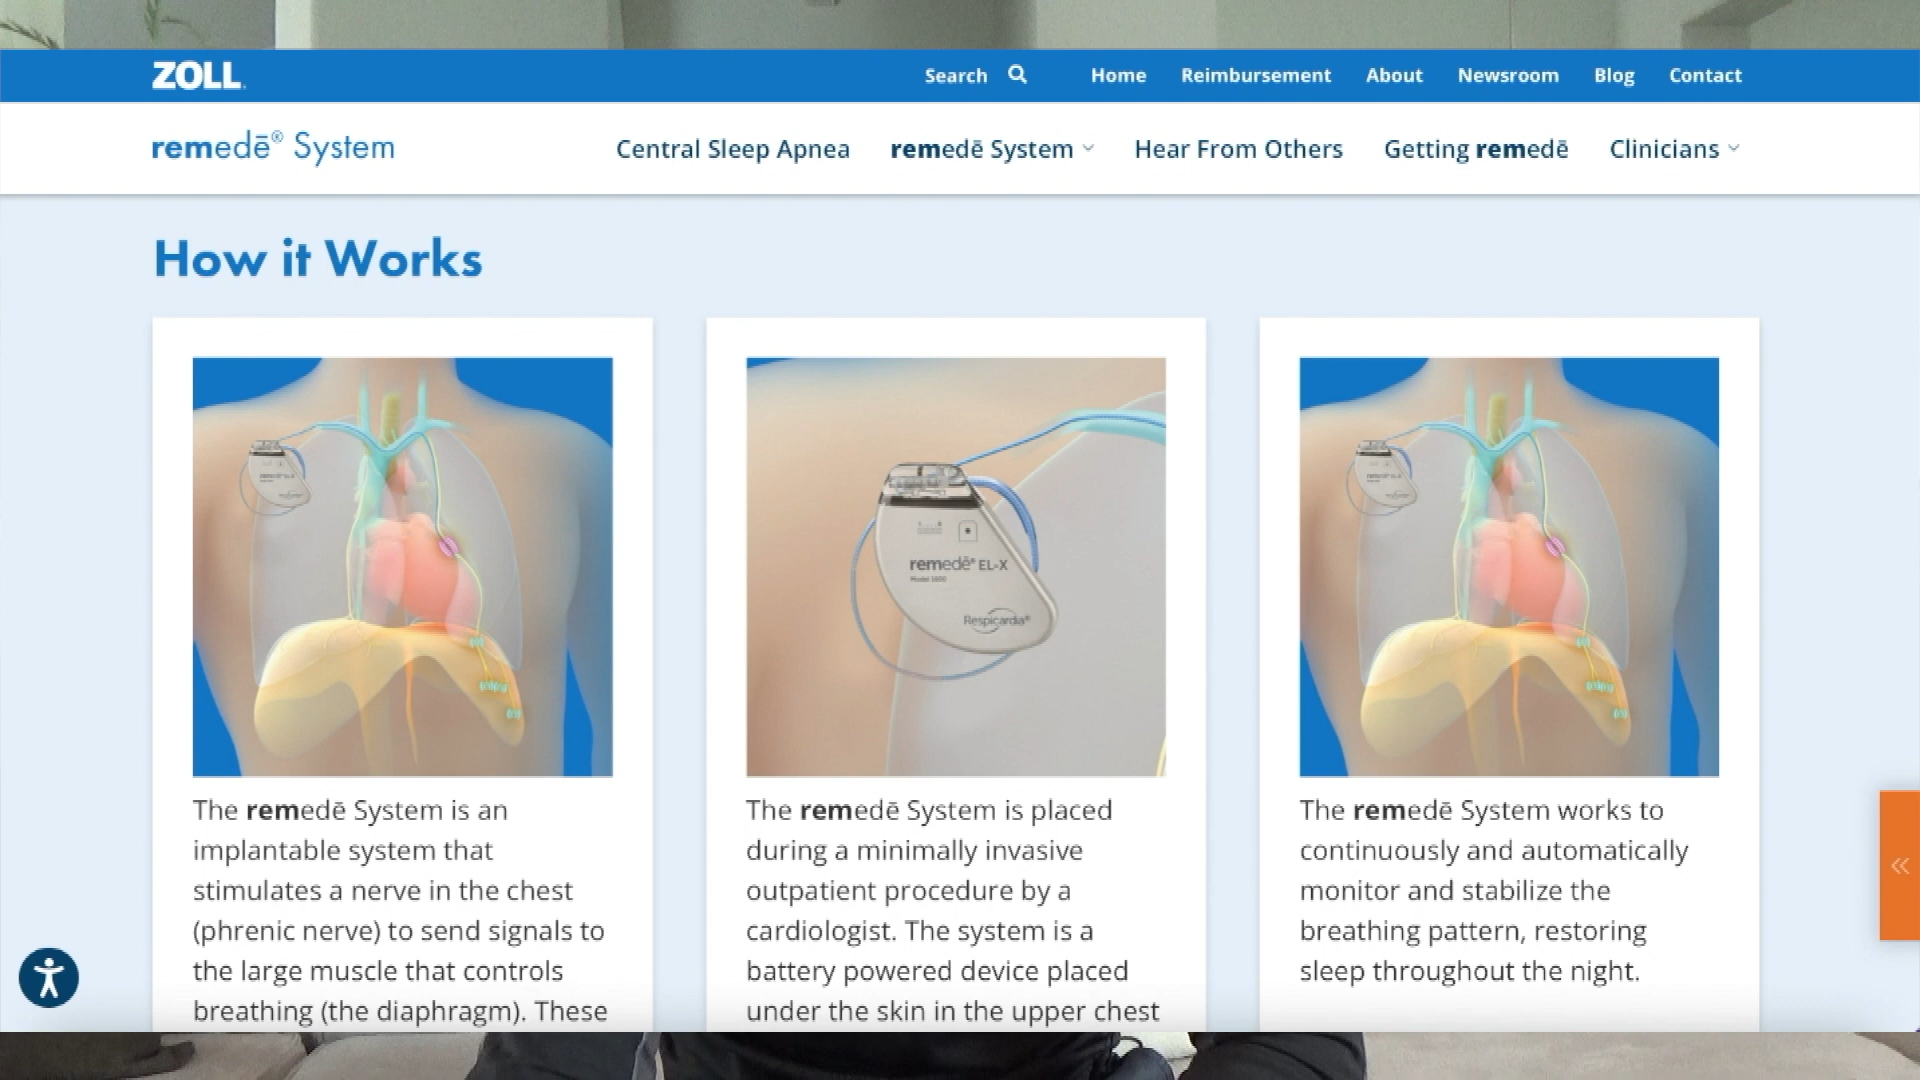 ZOLL
Search Home Reimbursement About Newsroom Blog Contact
remedē® System
Central Sleep Apnea remedē System Hear From Others Getting remedē Clinicians
How it Works
remedē® EL-X
Model 1600
Respicardia®
The remedē System is an
implantable system that
stimulates a nerve in the chest
(phrenic nerve) to send signals to
the large muscle that controls
breathing (the diaphragm). These
The remedē System is placed
during a minimally invasive
outpatient procedure by a
cardiologist. The system is a
battery powered device placed
under the skin in the upper chest
The remedē System works to
continuously and automatically
monitor and stabilize the
breathing pattern, restoring
sleep throughout the night.